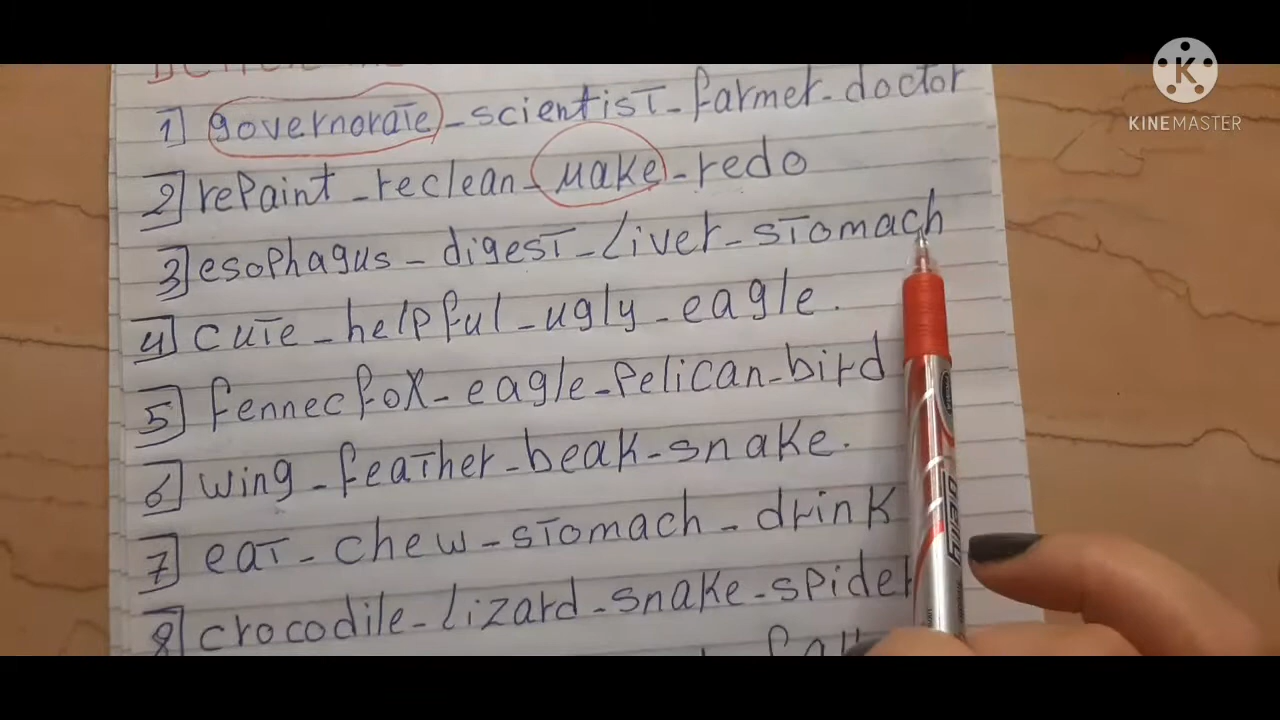 1] governorate - scientist - farmer - doctor
2] repaint - reclean - make - redo
3] esophagus - digest - liver - stomach
4] cute - helpful - ugly - eagle.
5] fennec fox - eagle - Pelican - bird
6] wing - feather - beak - snake.
7] eat - chew - stomach - drink
8] crocodile - lizard - snake - spider
K
KINEMASTER